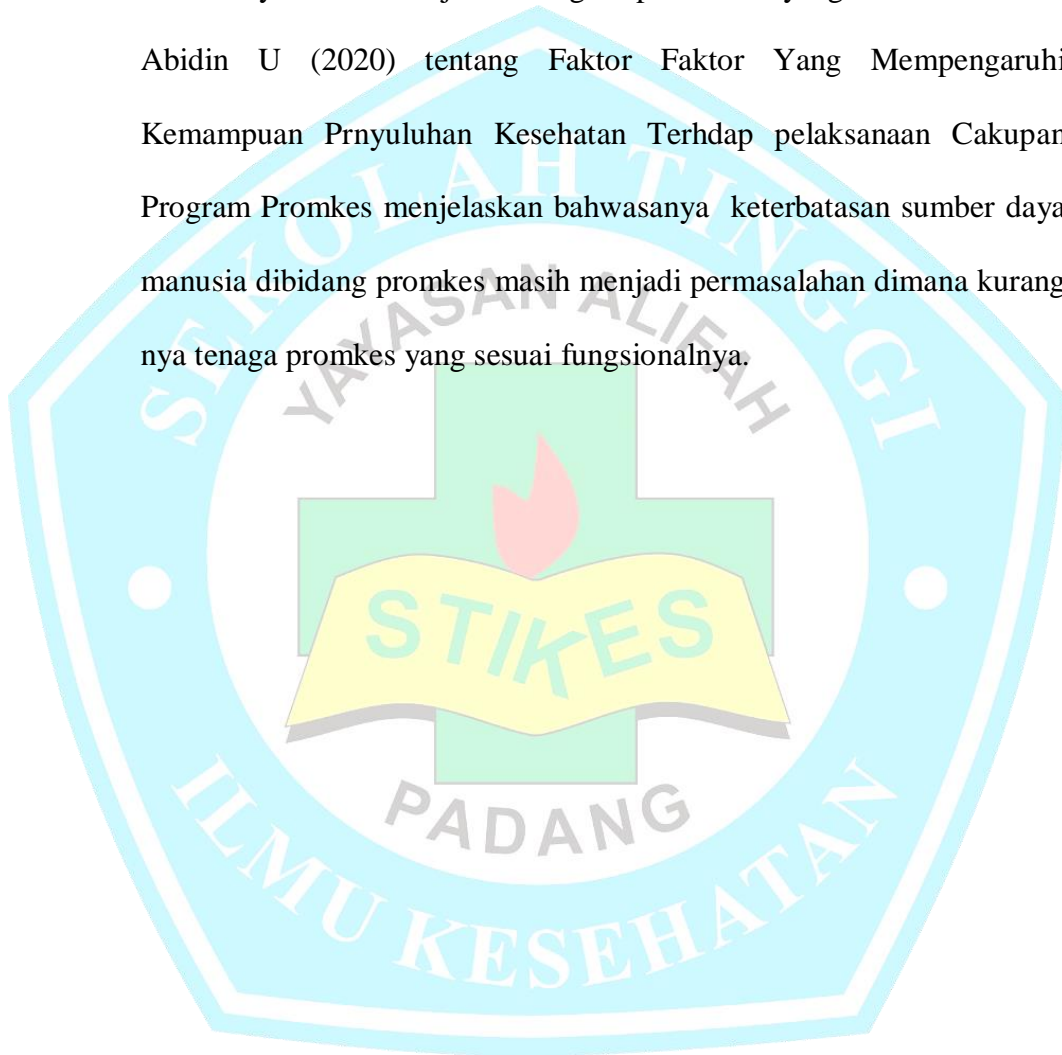 Abidin U (2020) tentang Faktor Faktor Yang Mempengaruhi
Kemampuan Prnyuluhan Kesehatan Terhdap pelaksanaan Cakupan
Program Promkes menjelaskan bahwasanya keterbatasan sumber daya
manusia dibidang promkes masih menjadi permasalahan dimana kurang
nya tenaga promkes yang sesuai fungsionalnya.
SEKOLAH TINGGI
YAYASAN ALIFAH
STIKES
PADANG
ILMU KESEHATAN